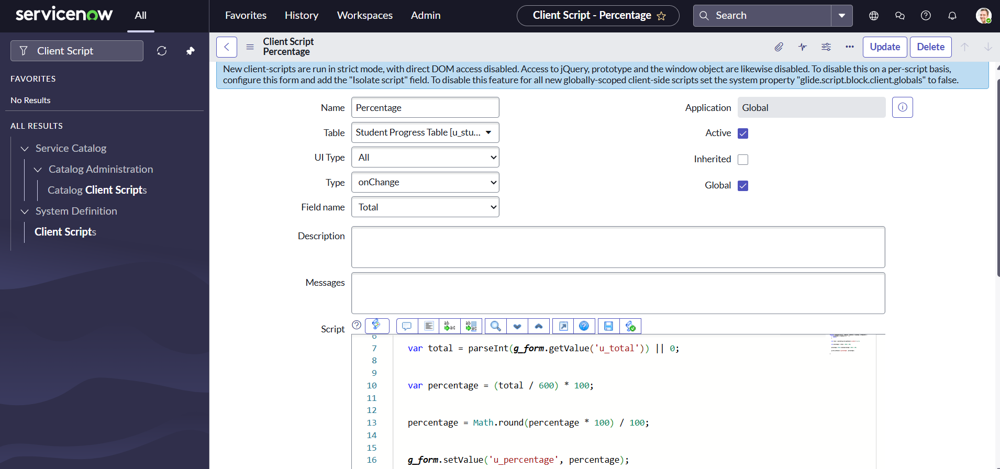 servicenow
All
Favorites
History
Workspaces
Admin
Client Script - Percentage
Search
Client Script
FAVORITES
No Results
ALL RESULTS
Service Catalog
Catalog Administration
Catalog Client Scripts
System Definition
Client Scripts
Client Script
Percentage
Update
Delete
New client-scripts are run in strict mode, with direct DOM access disabled. Access to jQuery, prototype and the window object are likewise disabled. To disable this on a per-script basis,
configure this form and add the "Isolate script" field. To disable this feature for all new globally-scoped client-side scripts set the system property "glide.script.block.client.globals" to false.
Name Percentage
Table Student Progress Table [u_stu...
UI Type All
Type onChange
Field name Total
Application Global
Active
Inherited
Global
Description
Messages
Script
6
7 var total = parseInt(g_form.getValue('u_total')) || 0;
8
9
10 var percentage = (total / 600) * 100;
11
12
13 percentage = Math.round(percentage * 100) / 100;
14
15
16 g_form.setValue('u_percentage', percentage);